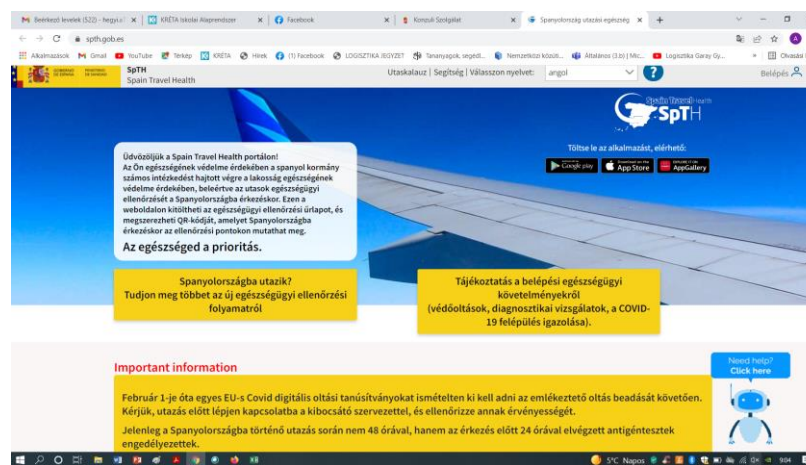 Beérkező levelek (522) - hegyi.a
KRÉTA Iskolai Alaprendszer
Facebook
Konzuli Szolgálat
Spanyolország utazási egészség
spth.gob.es
Alkalmazások
Gmail
YouTube
Térkép
KRÉTA
Hírek
(1) Facebook
LOGISZTIKA JEGYZET
Tananyagok, segédl...
Nemzetközi közúti...
Általános (3.b) | Mic...
Logisztika Garay Gy...
GOBIERNO DE ESPAÑA
SpTH
Spain Travel Health
Utaskalauz | Segítség | Válasszon nyelvet:
angol
?
Belépés
Spain Travel Health
SpTH
Töltse le az alkalmazást, elérhető:
Google play
App Store
AppGallery
Üdvözöljük a Spain Travel Health portálon!
Az Ön egészségének védelme érdekében a spanyol kormány
számos intézkedést hajtott végre a lakosság egészségének
védelme érdekében, beleértve az utasok egészségügyi
ellenőrzését a Spanyolországba érkezéskor. Ezen a
weboldalon kitöltheti az egészségügyi ellenőrzési űrlapot, és
megszerezheti QR-kódját, amelyet Spanyolországba
érkezéskor az ellenőrzési pontokon mutathat meg.
Az egészséged a prioritás.
Spanyolországba utazik?
Tudjon meg többet az új egészségügyi ellenőrzési
folyamatról
Tájékoztatás a belépési egészségügyi
követelményekről
(védőoltások, diagnosztikai vizsgálatok, a COVID-
19 felépülés igazolása).
Important information
Need help?
Click here
Február 1-je óta egyes EU-s Covid digitális oltási tanúsítványokat ismételten ki kell adni az emlékeztető oltás beadását követően.
Kérjük, utazás előtt lépjen kapcsolatba a kibocsátó szervezettel, és ellenőrizze annak érvényességét.
Jelenleg a Spanyolországba történő utazás során nem 48 órával, hanem az érkezés előtt 24 órával elvégzett antigéntesztek
engedélyezettek.
5°C Napos
9:04